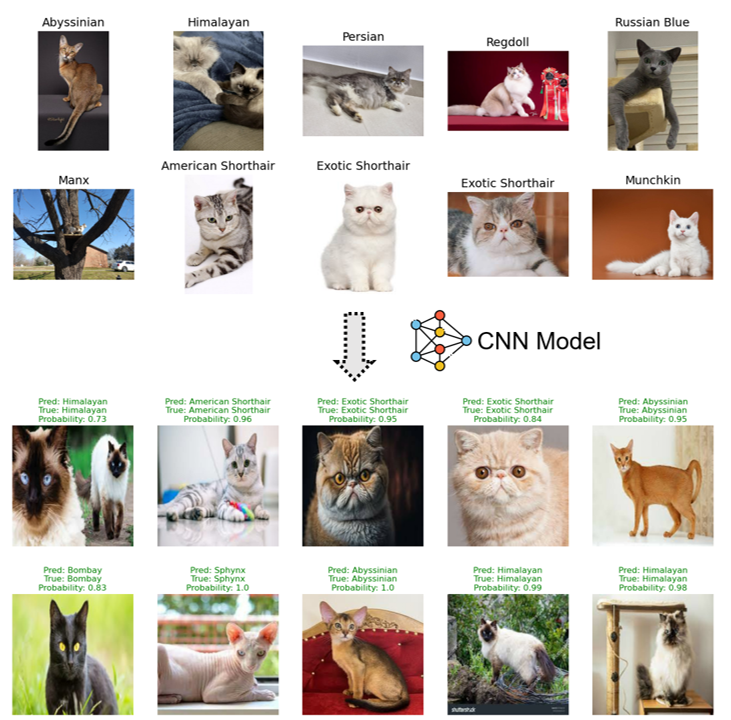 Abyssinian
Himalayan
Persian
Regdoll
Russian Blue
Manx
American Shorthair
Exotic Shorthair
Exotic Shorthair
Munchkin
CNN Model
Pred: Himalayan
True: Himalayan
Probability: 0.73
Pred: American Shorthair
True: American Shorthair
Probability: 0.96
Pred: Exotic Shorthair
True: Exotic Shorthair
Probability: 0.95
Pred: Exotic Shorthair
True: Exotic Shorthair
Probability: 0.84
Pred: Abyssinian
True: Abyssinian
Probability: 0.95
Pred: Bombay
True: Bombay
Probability: 0.83
Pred: Sphynx
True: Sphynx
Probability: 1.0
Pred: Abyssinian
True: Abyssinian
Probability: 1.0
Pred: Himalayan
True: Himalayan
Probability: 0.99
Pred: Himalayan
True: Himalayan
Probability: 0.98